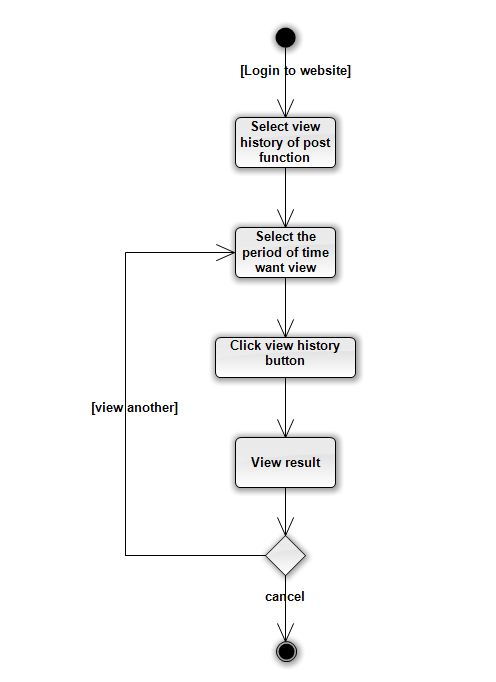 [Login to website]
Select view
history of post
function
Select the
period of time
want view
Click view history
button
[view another]
View result
cancel